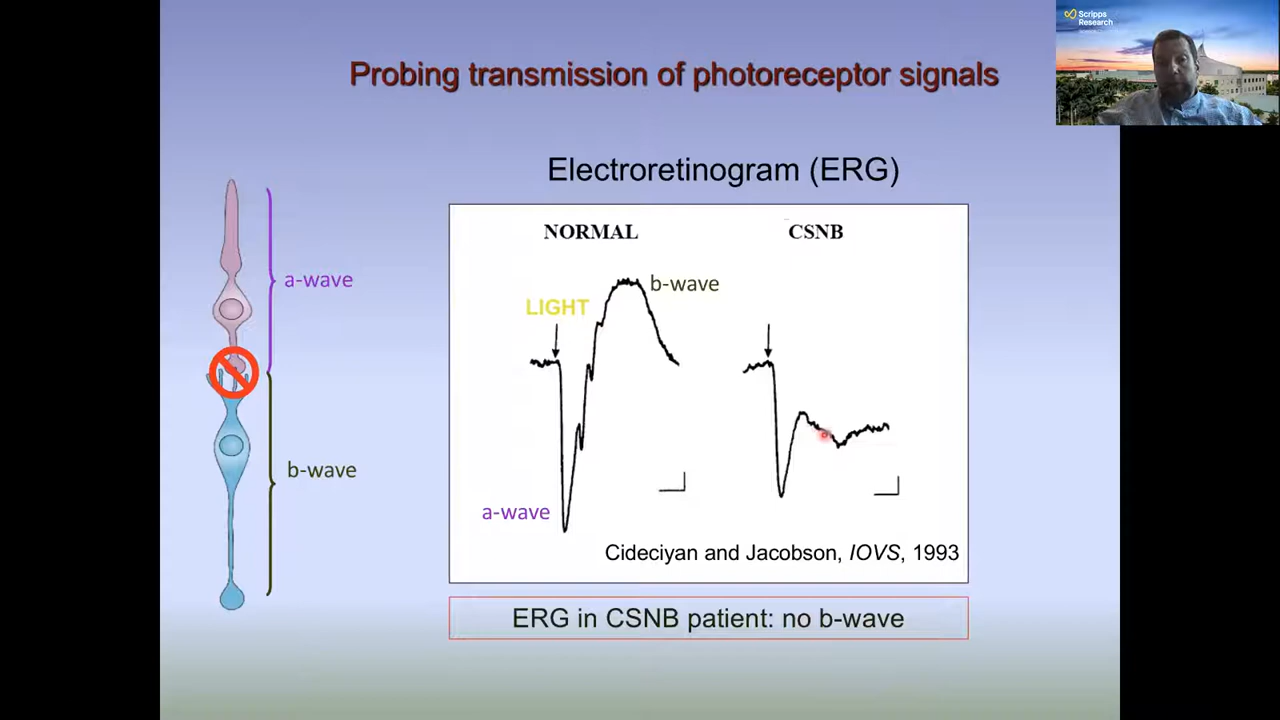 Scripps
Research
Probing transmission of photoreceptor signals
Electroretinogram (ERG)
NORMAL
CSNB
b-wave
LIGHT
a-wave
a-wave
b-wave
Cideciyan and Jacobson, IOVS, 1993
ERG in CSNB patient: no b-wave